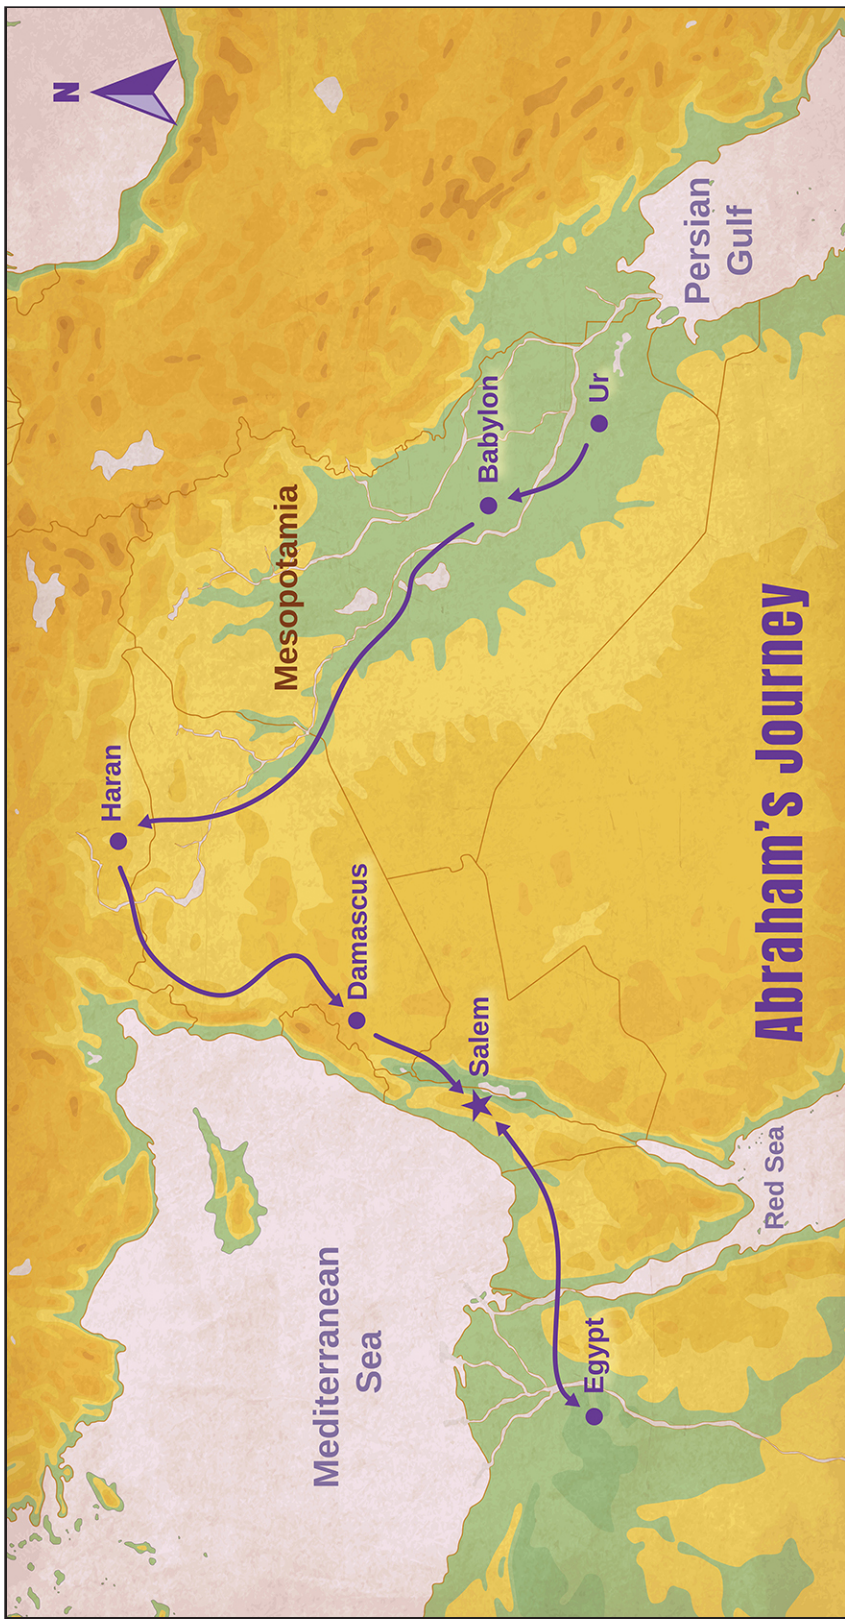 N
Mediterranean
Sea
Haran
Mesopotamia
Damascus
Salem
Babylon
Ur
Egypt
Persian
Gulf
Red Sea
Abraham’s Journey